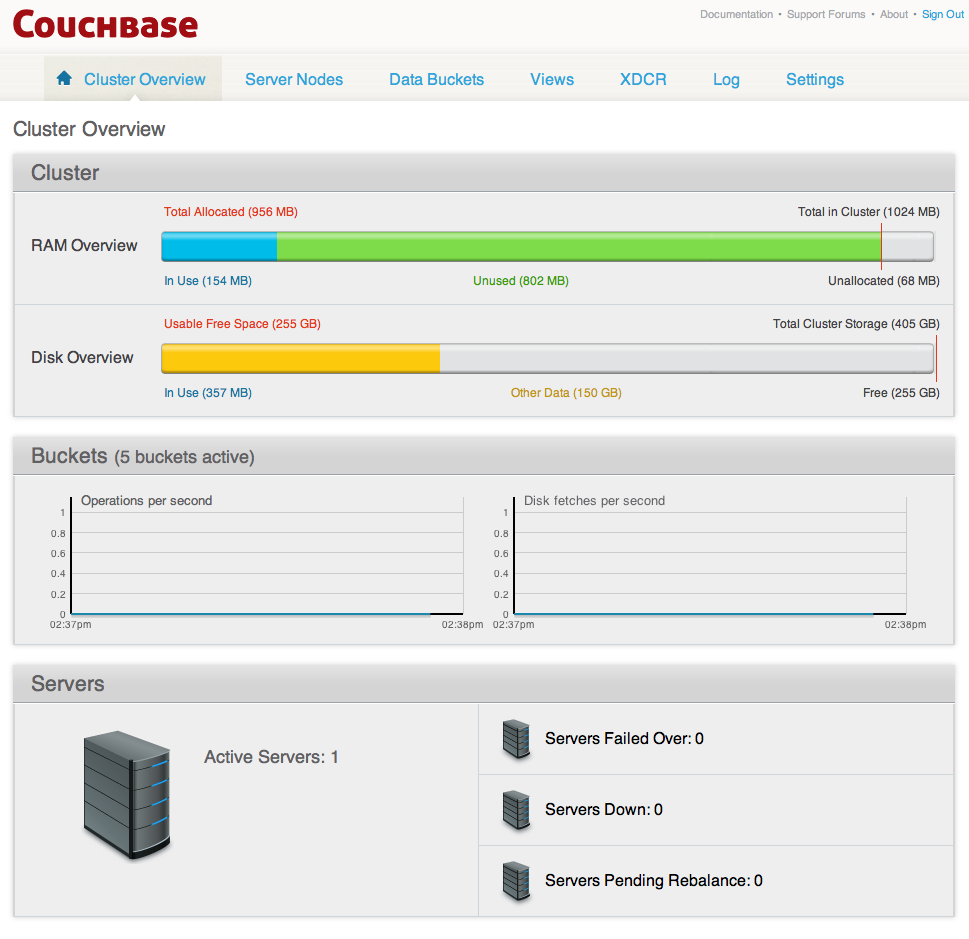 COUCHBASE
Documentation • Support Forums • About • Sign Out
Cluster Overview Server Nodes Data Buckets Views XDCR Log Settings
Cluster Overview
Cluster
Total Allocated (956 MB) Total in Cluster (1024 MB)
RAM Overview
In Use (154 MB) Unused (802 MB) Unallocated (68 MB)
Usable Free Space (255 GB) Total Cluster Storage (405 GB)
Disk Overview
In Use (357 MB) Other Data (150 GB) Free (255 GB)
Buckets (5 buckets active)
Operations per second
1
0.8
0.6
0.4
0.2
0
02:37pm 02:38pm
Disk fetches per second
1
0.8
0.6
0.4
0.2
0
02:37pm 02:38pm
Servers
Active Servers: 1
Servers Failed Over: 0
Servers Down: 0
Servers Pending Rebalance: 0